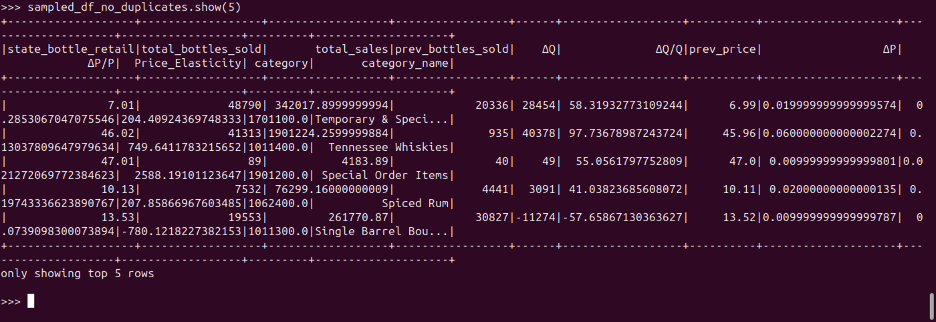 >>> sampled_df_no_duplicates.show(5)
+------------------+------------------+------------------+------------------+------+------------------+----------+--------------------+---
-----------------+------------------+---------+--------------------+
|state_bottle_retail|total_bottles_sold|       total_sales|prev_bottles_sold|    ΔQ|              ΔQ/Q|prev_price|                  ΔP|
            ΔP/P|  Price_Elasticity| category|       category_name|
+------------------+------------------+------------------+------------------+------+------------------+----------+--------------------+---
-----------------+------------------+---------+--------------------+
|               7.01|             48790| 342017.8999999994|            20336| 28454| 58.31932773109244|      6.99|0.019999999999999574|  0
.2853067047075546|204.40924369748333|1701100.0|Temporary & Speci...|
|              46.02|             41313|1901224.2599999884|              935| 40378| 97.73678987243724|     45.96|0.060000000000002274| 0.
13037809647979634| 749.6411783215652|1011400.0|  Tennessee Whiskies|
|              47.01|                89|           4183.89|               40|    49|  55.0561797752809|      47.0| 0.00999999999999801|0.0
21272069772384623|  2588.19101123647|1901200.0| Special Order Items|
|              10.13|              7532| 76299.16000000009|             4441|  3091| 41.03823685608072|     10.11| 0.02000000000000135| 0.
19743336623890767|207.85866967603485|1062400.0|          Spiced Rum|
|              13.53|             19553|         261770.87|            30827|-11274|-57.65867130363627|     13.52|0.009999999999999787|  0
.0739098300073894|-780.1218227382153|1011300.0|Single Barrel Bou...|
+------------------+------------------+------------------+------------------+------+------------------+----------+--------------------+---
-----------------+------------------+---------+--------------------+
only showing top 5 rows
>>>